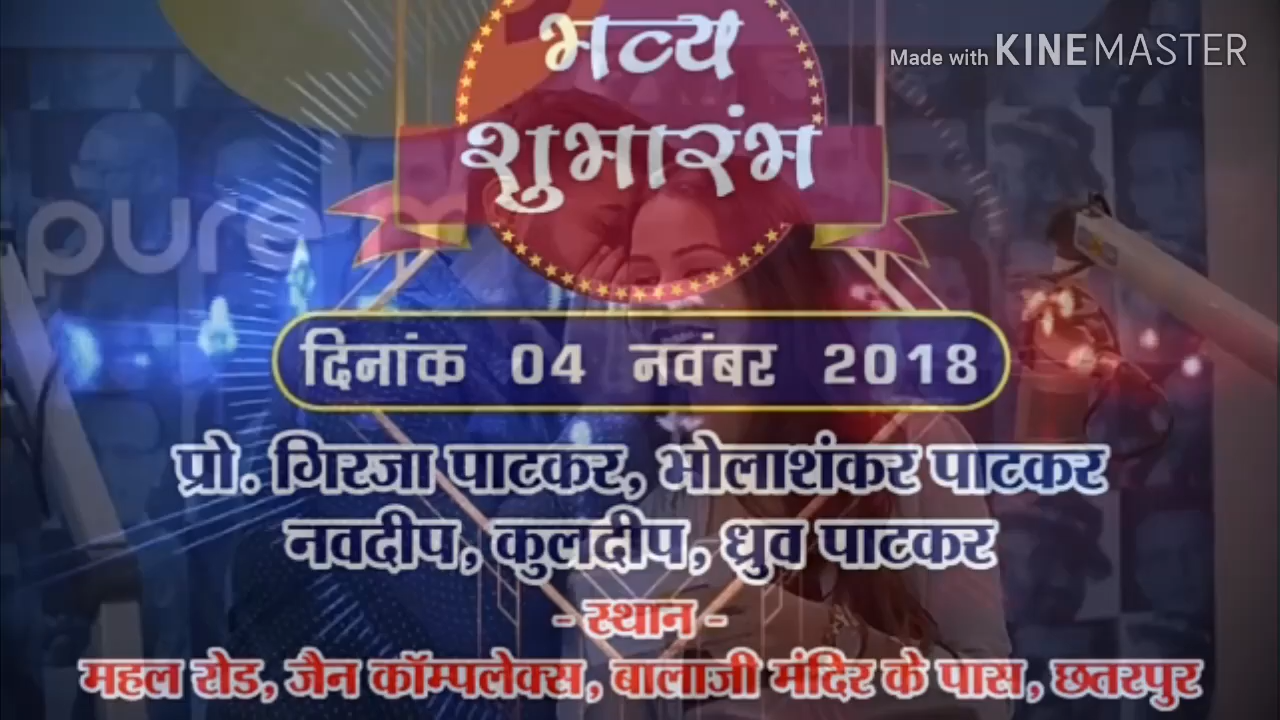 Made with KINEMASTER
भव्य
शुभारंभ
दिनांक 04 नवंबर 2018
प्रो. गिरजा पाटकर, भोलाशंकर पाटकर
नवदीप, कुलदीप, ध्रुव पाटकर
- स्थान -
महल रोड, जैन कॉम्पलेक्स, बालाजी मंदिर के पास, छतरपुर